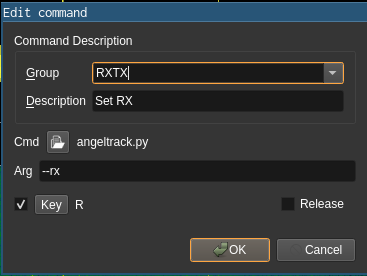 Edit command
Command Description
Group RXTX
Description Set RX
Cmd angeltrack.py
Arg --rx
Key R Release
OK Cancel